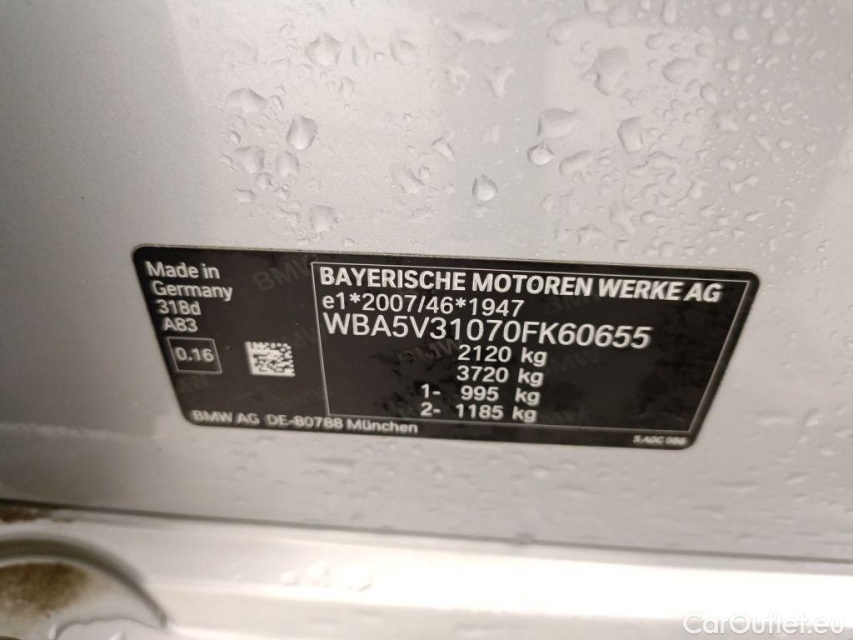 Made in
Germany
318d
A83
0.16
BAYERISCHE MOTOREN WERKE AG
e1*2007/46*1947
WBA5V31070FK60655
2120 kg
3720 kg
1- 995 kg
2- 1185 kg
BMW AG DE-80788 München
CarOutlet.eu